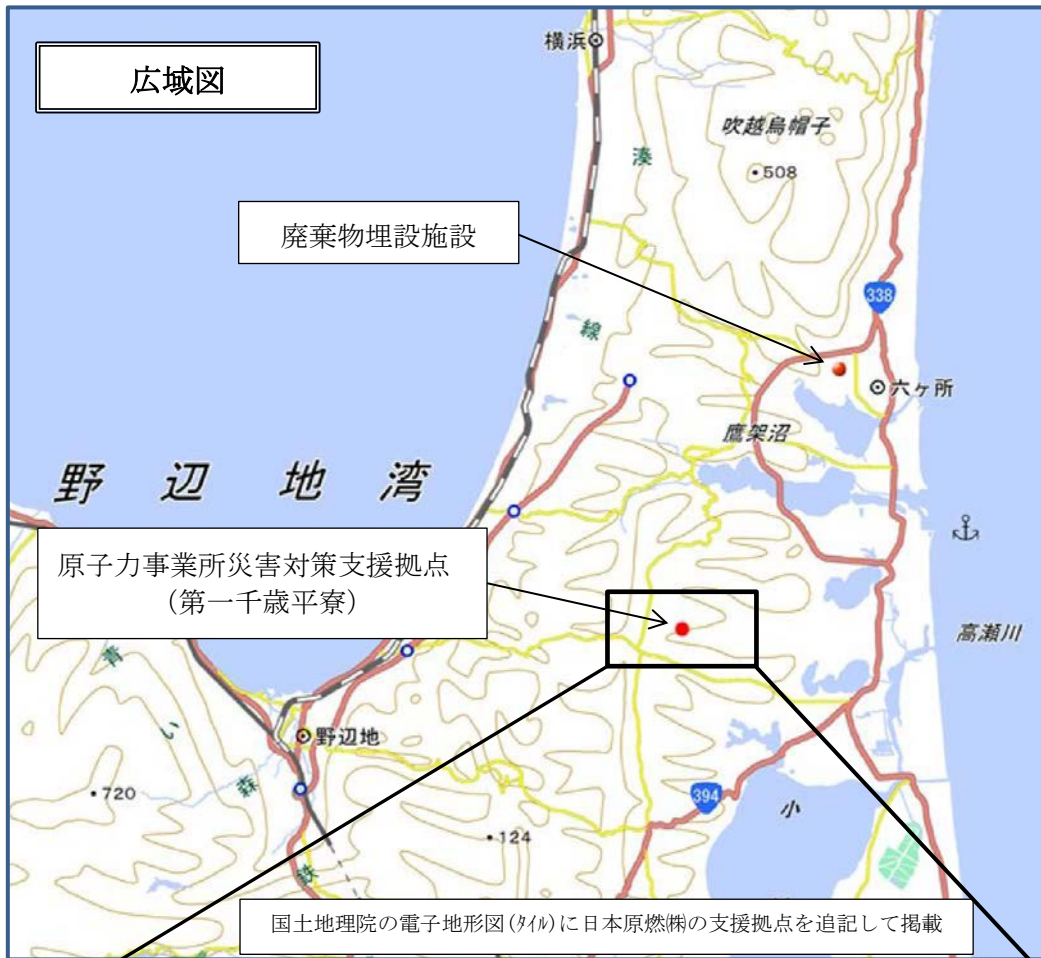 広域図
横浜
吹越烏帽子
湊
508
廃棄物埋設施設
338
線
六ヶ所
鷹架沼
野辺地湾
原子力事業所災害対策支援拠点
(第一千歳平寮)
高瀬川
青
い
野辺地
森
720
394
小
124
鉄
国土地理院の電子地形図(ﾀｲﾙ)に日本原燃㈱の支援拠点を追記して掲載